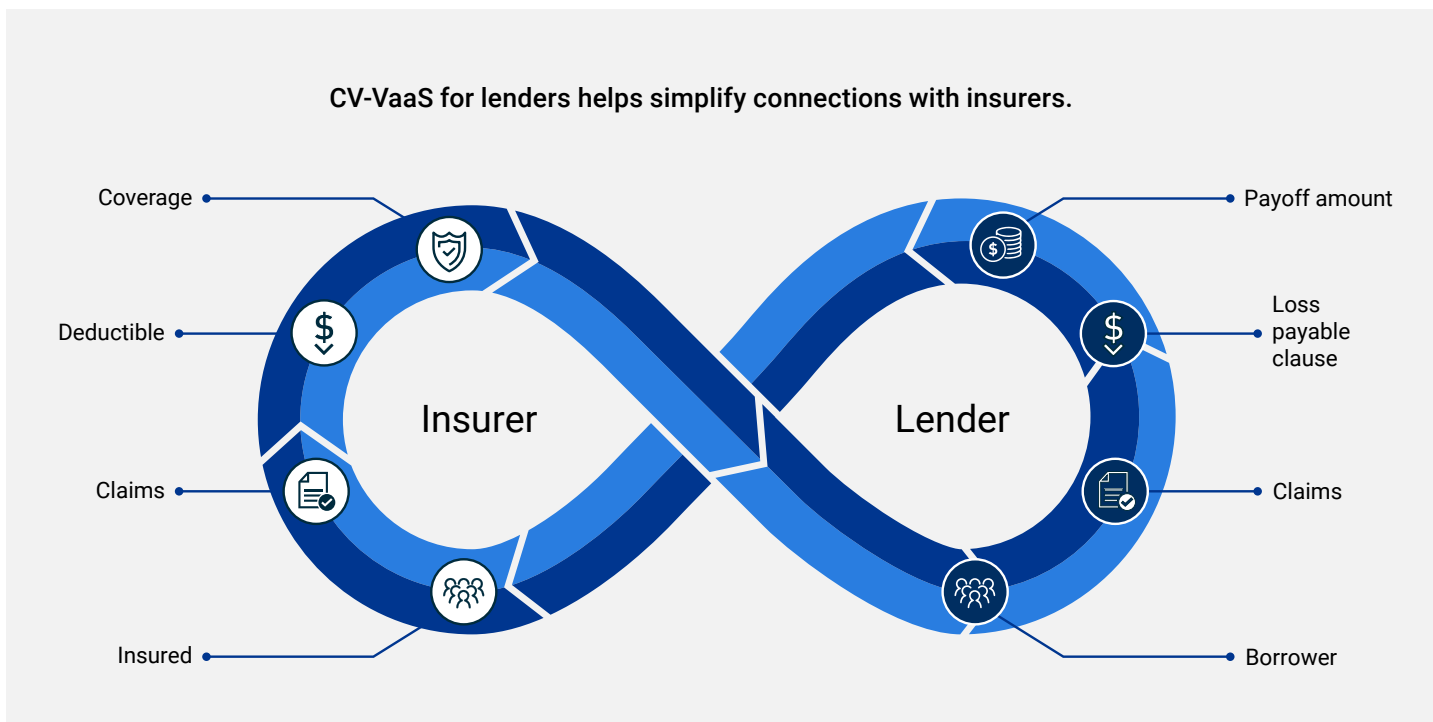 CV-VaaS for lenders helps simplify connections with insurers.
Coverage
Deductible
Claims
Insured
Insurer
Lender
Payoff amount
Loss
payable
clause
Claims
Borrower
$
$
$